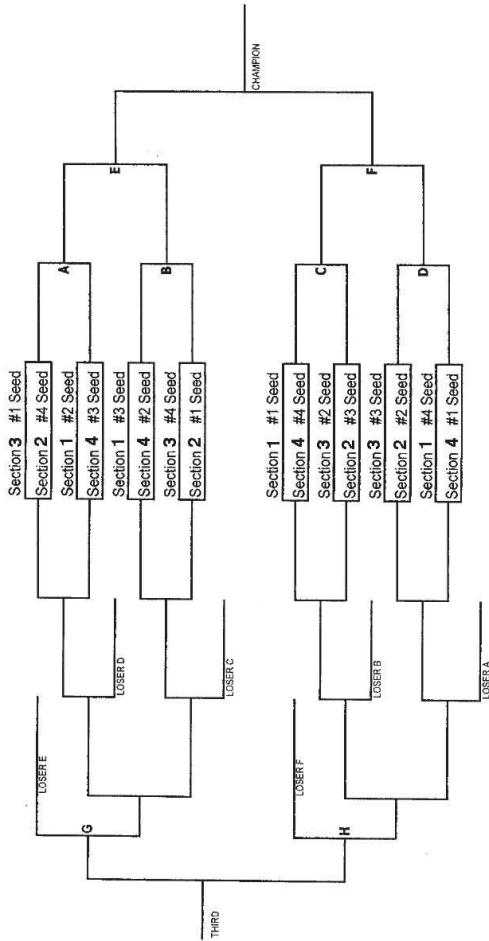 CHAMPION
E
F
A
B
C
D
Section 3 #1 Seed
Section 2 #4 Seed
Section 1 #2 Seed
Section 4 #3 Seed
Section 1 #3 Seed
Section 4 #2 Seed
Section 3 #4 Seed
Section 2 #1 Seed
Section 1 #1 Seed
Section 4 #4 Seed
Section 3 #2 Seed
Section 2 #3 Seed
Section 3 #3 Seed
Section 2 #2 Seed
Section 1 #4 Seed
Section 4 #1 Seed
LOSER D
LOSER C
LOSER B
LOSER A
LOSER E
LOSER F
G
H
THIRD